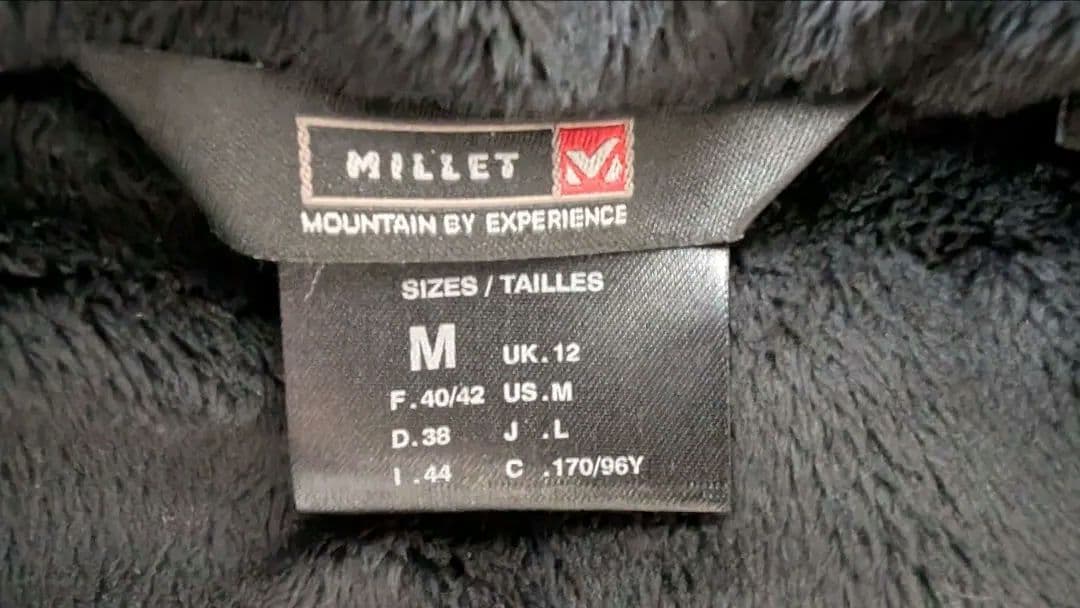 MILLET
MOUNTAIN BY EXPERIENCE
SIZES / TAILLES
M UK.12
F.40/42 US.M
D.38 J.L
I.44 C.170/96Y